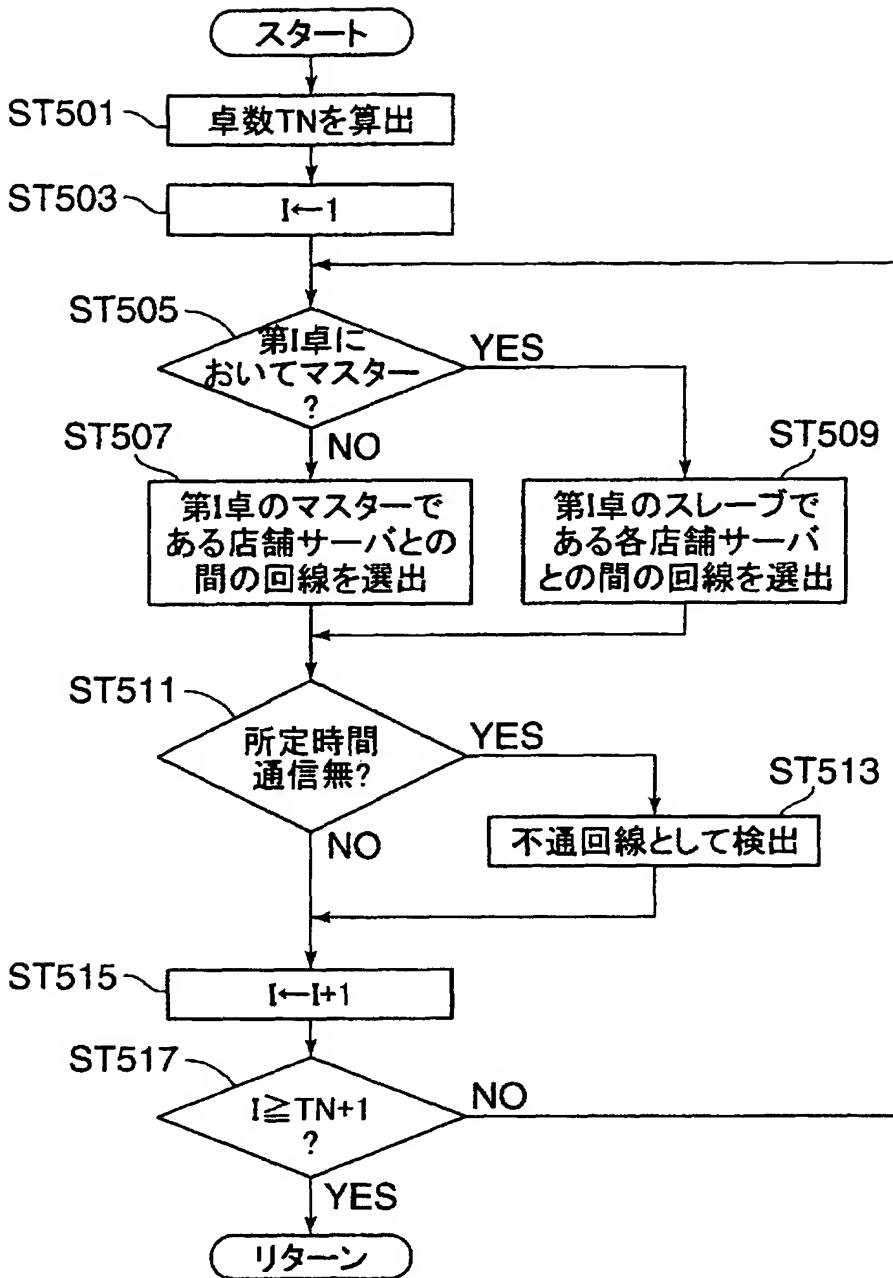 スタート
ST501
卓数TNを算出
ST503
I←1
ST505
第I卓に
おいてマスター
?
YES
NO
ST507
第I卓のマスターで
ある店舗サーバとの
間の回線を選出
ST509
第I卓のスレーブで
ある各店舗サーバ
との間の回線を選出
ST511
所定時間
通信無?
YES
NO
ST513
不通回線として検出
ST515
I←I+1
ST517
I≧TN+1
?
NO
YES
リターン